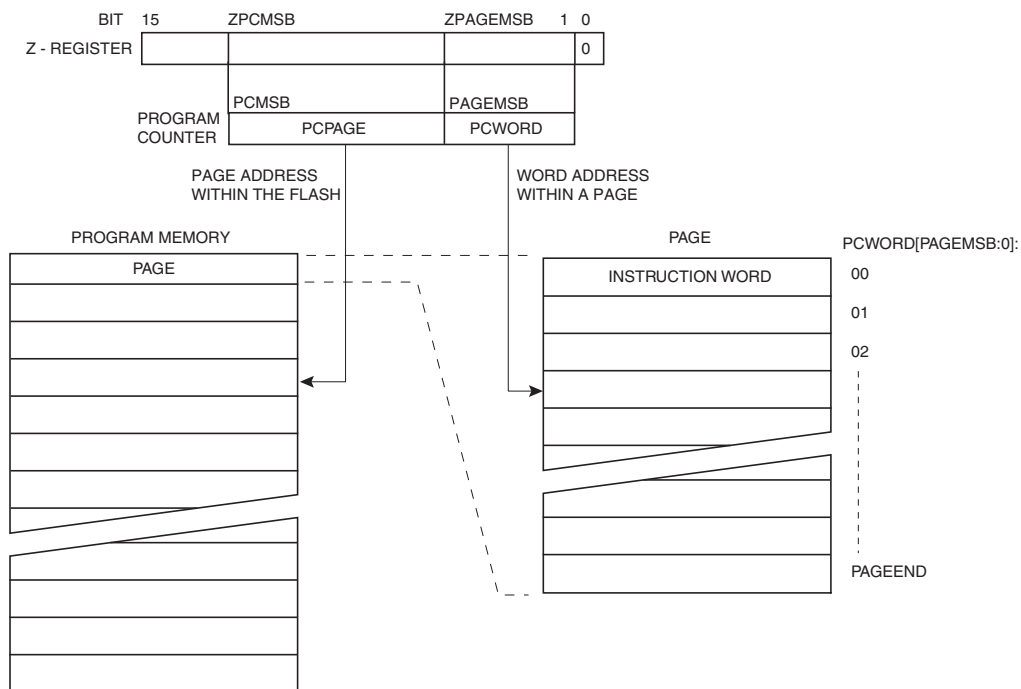 BIT 15 ZPCMSB ZPAGEMSB 1 0
Z - REGISTER 0
PCMSB PAGEMSB
PROGRAM
COUNTER
PCPAGE PCWORD
PAGE ADDRESS
WITHIN THE FLASH
WORD ADDRESS
WITHIN A PAGE
PROGRAM MEMORY
PAGE
PAGE
PCWORD[PAGEMSB:0]:
INSTRUCTION WORD
00
01
02
PAGEEND